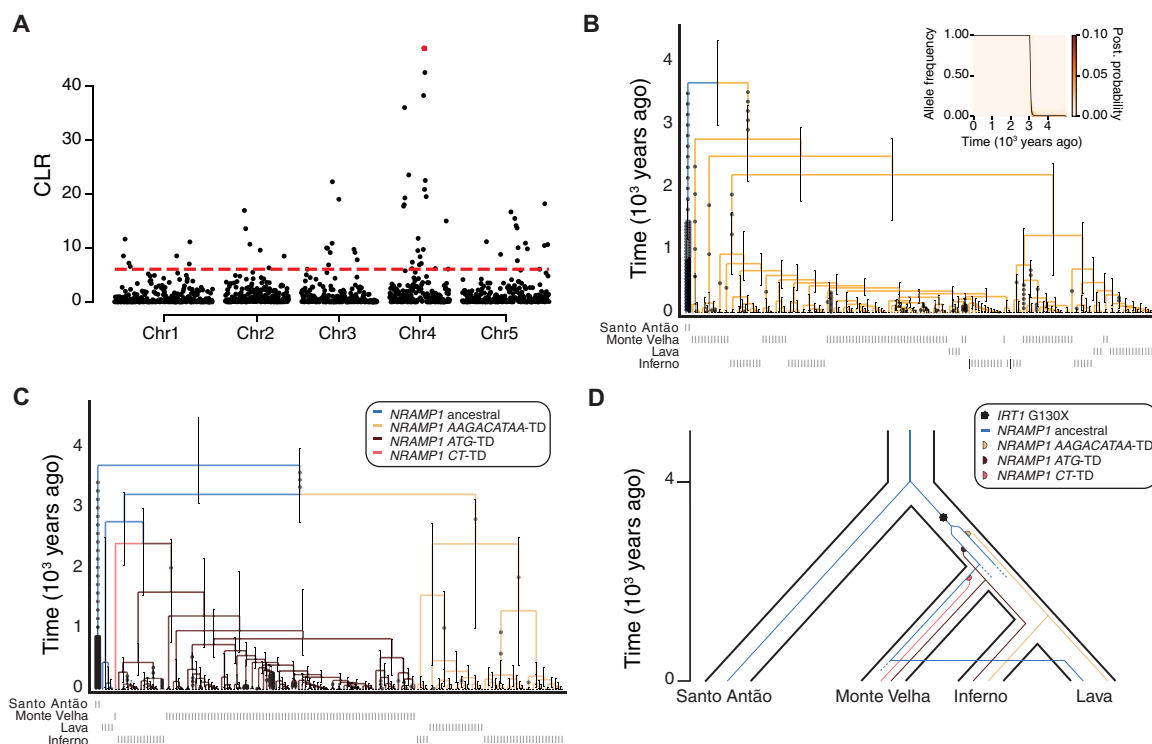 A
CLR
40
30
20
10
0
Chr1 Chr2 Chr3 Chr4 Chr5
B
Time (10³ years ago)
4
3
2
1
0
Allele frequency
1.00
0.50
0.00
0 1 2 3 4
Time (10³ years ago)
0.10
0.05
0.00
Post. probability
Santo Antão
Monte Velha
Lava
Inferno
C
NRAMP1 ancestral
NRAMP1 AAGACATAA-TD
NRAMP1 ATG-TD
NRAMP1 CT-TD
Time (10³ years ago)
4
3
2
1
0
Santo Antão
Monte Velha
Lava
Inferno
D
IRT1 G130X
NRAMP1 ancestral
NRAMP1 AAGACATAA-TD
NRAMP1 ATG-TD
NRAMP1 CT-TD
Time (10³ years ago)
4
2
0
Santo Antão Monte Velha Inferno Lava